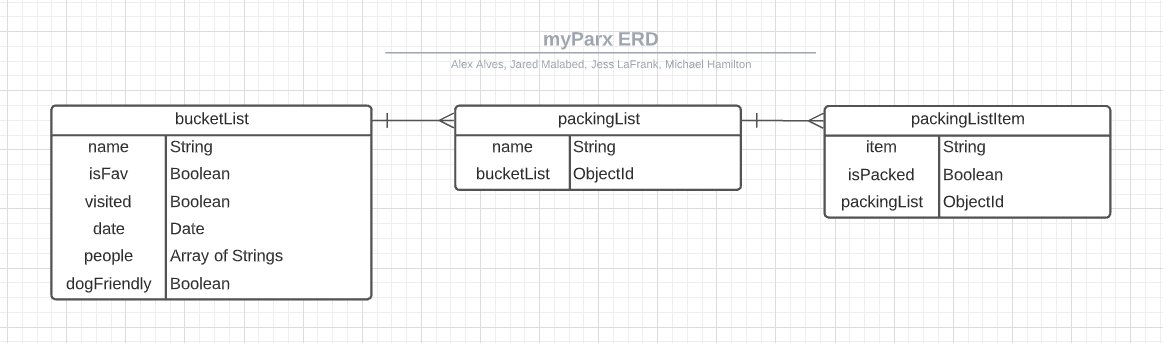 myParx ERD
Alex Alves, Jared Malabed, Jess LaFrank, Michael Hamilton
bucketList
name String
isFav Boolean
visited Boolean
date Date
people Array of Strings
dogFriendly Boolean
packingList
name String
bucketList ObjectId
packingListItem
item String
isPacked Boolean
packingList ObjectId